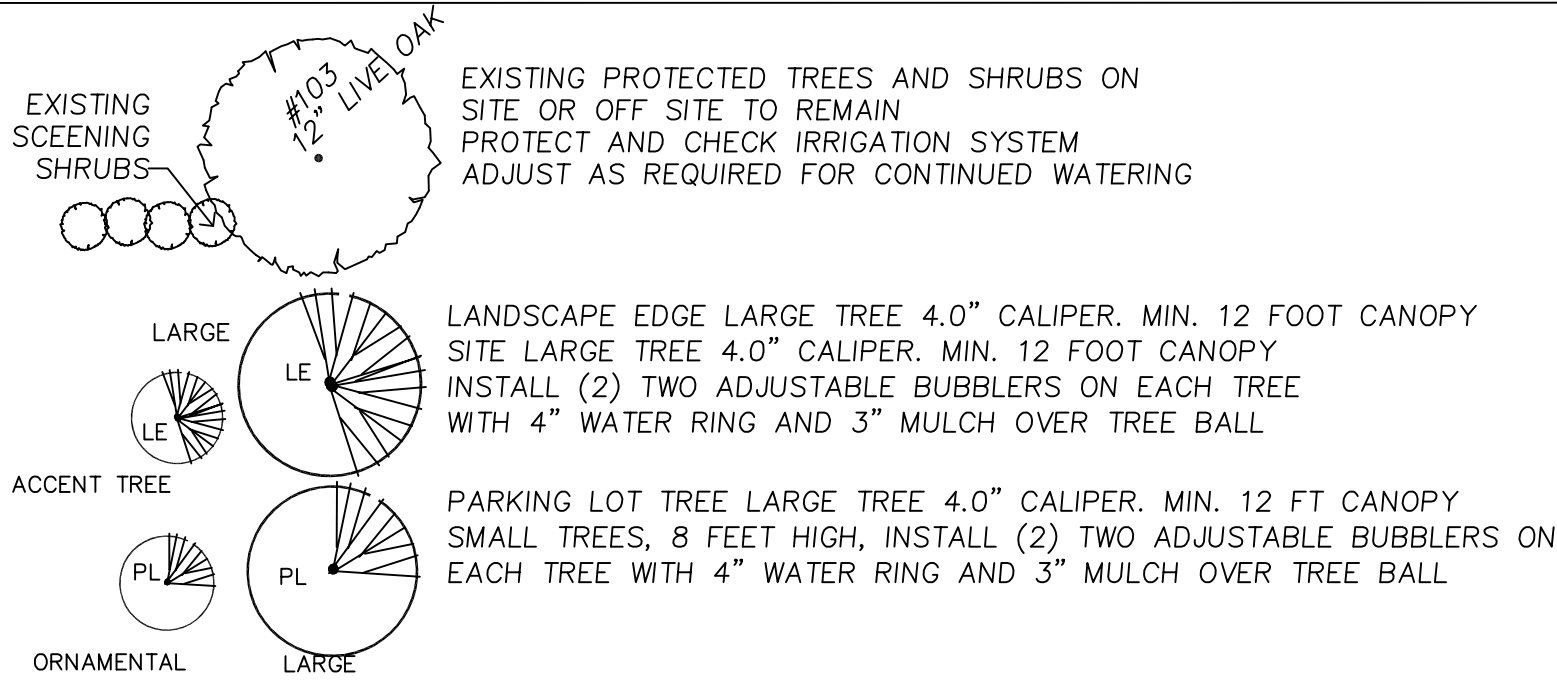 EXISTING
SCEENING
SHRUBS
#103
12” LIVE OAK
EXISTING PROTECTED TREES AND SHRUBS ON
SITE OR OFF SITE TO REMAIN
PROTECT AND CHECK IRRIGATION SYSTEM
ADJUST AS REQUIRED FOR CONTINUED WATERING
LARGE
LE
LE
ACCENT TREE
LANDSCAPE EDGE LARGE TREE 4.0” CALIPER. MIN. 12 FOOT CANOPY
SITE LARGE TREE 4.0” CALIPER. MIN. 12 FOOT CANOPY
INSTALL (2) TWO ADJUSTABLE BUBBLERS ON EACH TREE
WITH 4” WATER RING AND 3” MULCH OVER TREE BALL
PL
ORNAMENTAL
PL
LARGE
PARKING LOT TREE LARGE TREE 4.0” CALIPER. MIN. 12 FT CANOPY
SMALL TREES, 8 FEET HIGH, INSTALL (2) TWO ADJUSTABLE BUBBLERS ON
EACH TREE WITH 4” WATER RING AND 3” MULCH OVER TREE BALL